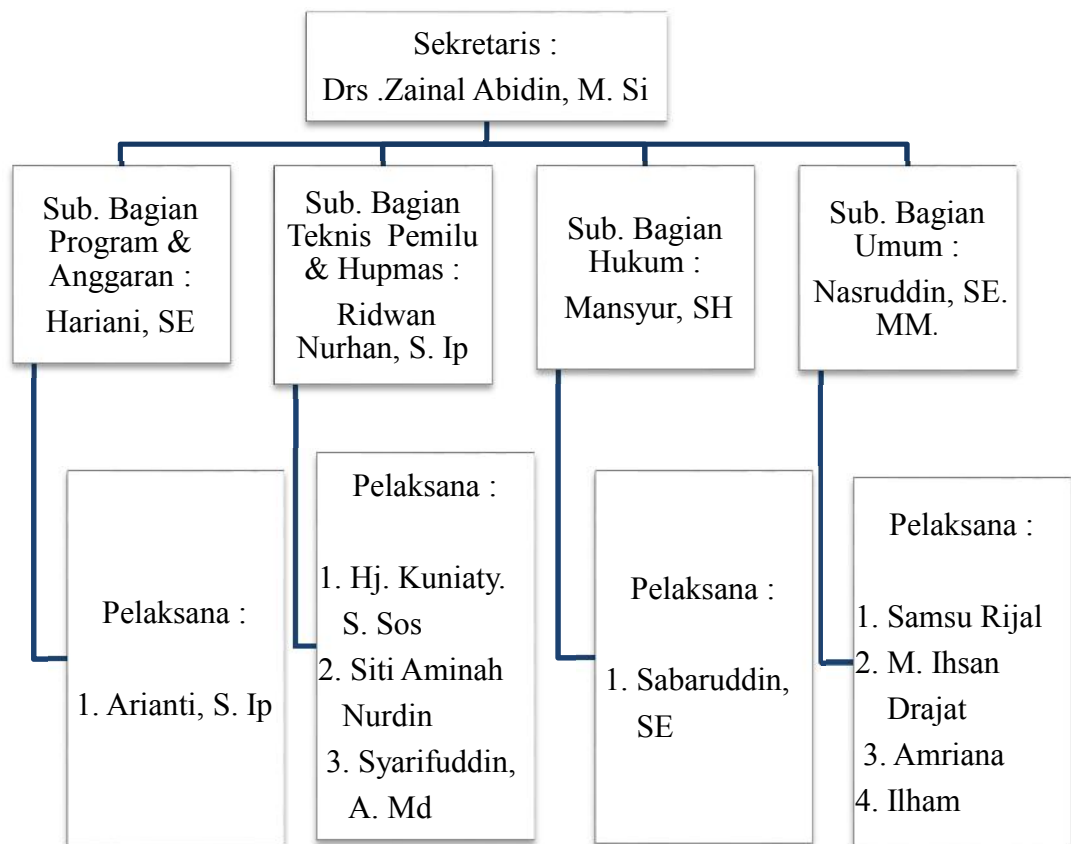 Sekretaris :
Drs .Zainal Abidin, M. Si
Sub. Bagian
Program &
Anggaran :
Hariani, SE
Sub. Bagian
Teknis Pemilu
& Hupmas :
Ridwan
Nurhan, S. Ip
Sub. Bagian
Hukum :
Mansyur, SH
Sub. Bagian
Umum :
Nasruddin, SE.
MM.
Pelaksana :
1. Arianti, S. Ip
Pelaksana :
1. Hj. Kuniaty.
S. Sos
2. Siti Aminah
Nurdin
3. Syarifuddin,
A. Md
Pelaksana :
1. Sabaruddin,
SE
Pelaksana :
1. Samsu Rijal
2. M. Ihsan
Drajat
3. Amriana
4. Ilham